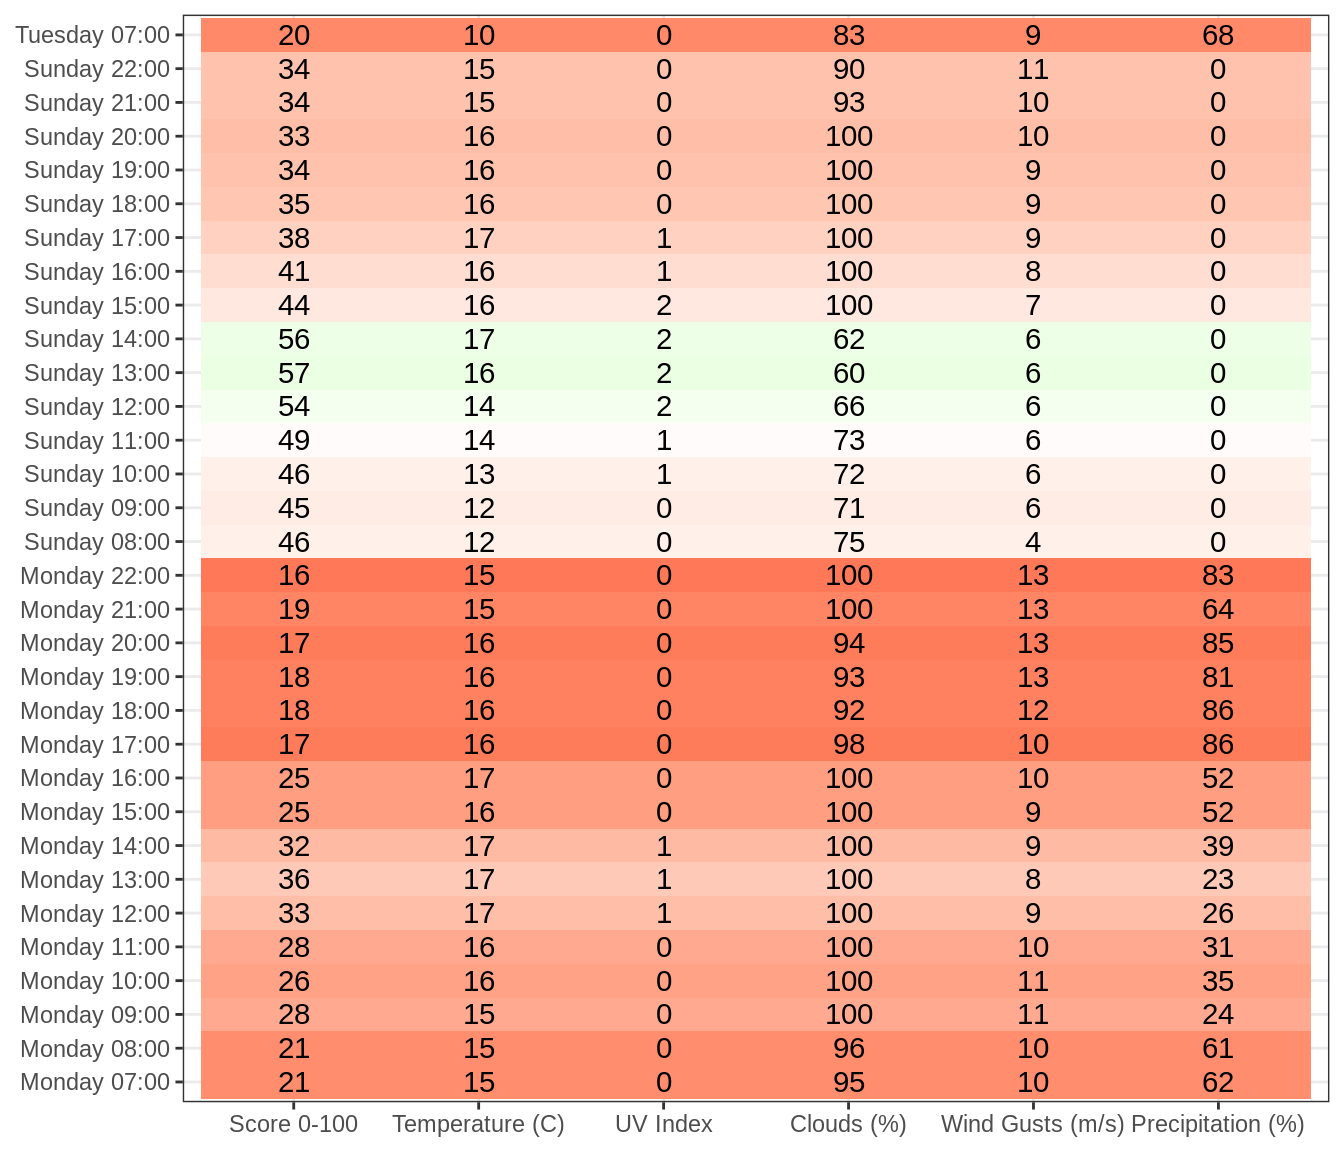 Tuesday 07:00 20 10 0 83 9 68
Sunday 22:00 34 15 0 90 11 0
Sunday 21:00 34 15 0 93 10 0
Sunday 20:00 33 16 0 100 10 0
Sunday 19:00 34 16 0 100 9 0
Sunday 18:00 35 16 0 100 9 0
Sunday 17:00 38 17 1 100 9 0
Sunday 16:00 41 16 1 100 8 0
Sunday 15:00 44 16 2 100 7 0
Sunday 14:00 56 17 2 62 6 0
Sunday 13:00 57 16 2 60 6 0
Sunday 12:00 54 14 2 66 6 0
Sunday 11:00 49 14 1 73 6 0
Sunday 10:00 46 13 1 72 6 0
Sunday 09:00 45 12 0 71 6 0
Sunday 08:00 46 12 0 75 4 0
Monday 22:00 16 15 0 100 13 83
Monday 21:00 19 15 0 100 13 64
Monday 20:00 17 16 0 94 13 85
Monday 19:00 18 16 0 93 13 81
Monday 18:00 18 16 0 92 12 86
Monday 17:00 17 16 0 98 10 86
Monday 16:00 25 17 0 100 10 52
Monday 15:00 25 16 0 100 9 52
Monday 14:00 32 17 1 100 9 39
Monday 13:00 36 17 1 100 8 23
Monday 12:00 33 17 1 100 9 26
Monday 11:00 28 16 0 100 10 31
Monday 10:00 26 16 0 100 11 35
Monday 09:00 28 15 0 100 11 24
Monday 08:00 21 15 0 96 10 61
Monday 07:00 21 15 0 95 10 62
Score 0-100 Temperature (C) UV Index Clouds (%) Wind Gusts (m/s) Precipitation (%)